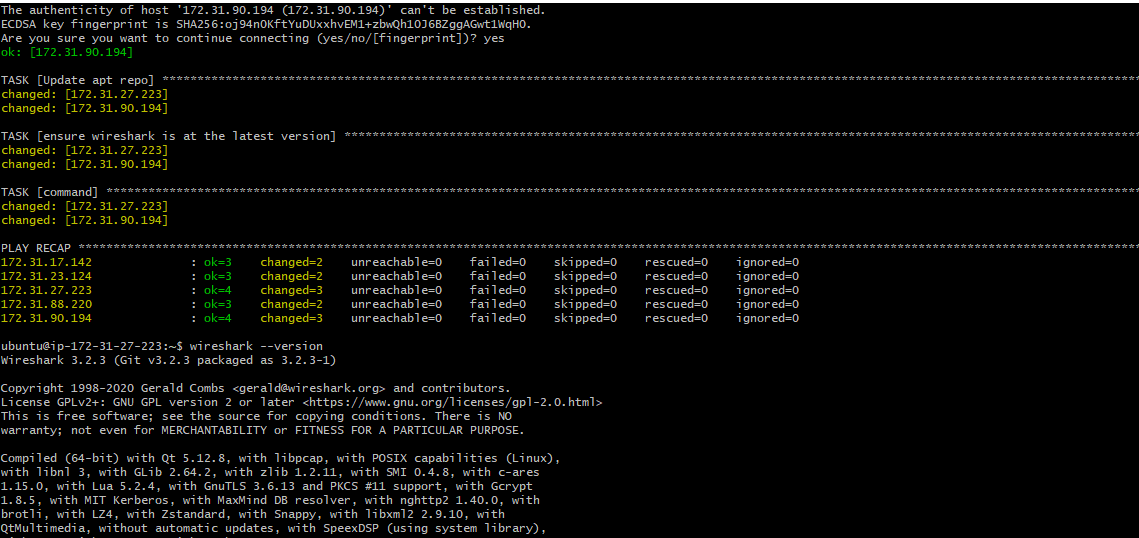 The authenticity of host '172.31.90.194 (172.31.90.194)' can't be established.
ECDSA key fingerprint is SHA256:oj94nOKftYuDUxxhvEM1+zbwQh1OJ6BZggAGwt1WqHO.
Are you sure you want to continue connecting (yes/no/[fingerprint])? yes
ok: [172.31.90.194]
TASK [Update apt repo] ********************************************************************************************************************************************
changed: [172.31.27.223]
changed: [172.31.90.194]
TASK [ensure wireshark is at the latest version] ******************************************************************************************************************
changed: [172.31.27.223]
changed: [172.31.90.194]
TASK [command] ****************************************************************************************************************************************************
changed: [172.31.27.223]
changed: [172.31.90.194]
PLAY RECAP ********************************************************************************************************************************************************
172.31.17.142 : ok=3 changed=2 unreachable=0 failed=0 skipped=0 rescued=0 ignored=0
172.31.23.124 : ok=3 changed=2 unreachable=0 failed=0 skipped=0 rescued=0 ignored=0
172.31.27.223 : ok=4 changed=3 unreachable=0 failed=0 skipped=0 rescued=0 ignored=0
172.31.88.220 : ok=3 changed=2 unreachable=0 failed=0 skipped=0 rescued=0 ignored=0
172.31.90.194 : ok=4 changed=3 unreachable=0 failed=0 skipped=0 rescued=0 ignored=0
ubuntu@ip-172-31-27-223:~$ wireshark --version
Wireshark 3.2.3 (Git v3.2.3 packaged as 3.2.3-1)
Copyright 1998-2020 Gerald Combs <gerald@wireshark.org> and contributors.
License GPLv2+: GNU GPL version 2 or later <https://www.gnu.org/licenses/gpl-2.0.html>
This is free software; see the source for copying conditions. There is NO
warranty; not even for MERCHANTABILITY or FITNESS FOR A PARTICULAR PURPOSE.
Compiled (64-bit) with Qt 5.12.8, with libpcap, with POSIX capabilities (Linux),
with libnl 3, with GLib 2.64.2, with zlib 1.2.11, with SMI 0.4.8, with c-ares
1.15.0, with Lua 5.2.4, with GnuTLS 3.6.13 and PKCS #11 support, with Gcrypt
1.8.5, with MIT Kerberos, with MaxMind DB resolver, with nghttp2 1.40.0, with
brotli, with LZ4, with Zstandard, with Snappy, with libxml2 2.9.10, with
QtMultimedia, without automatic updates, with SpeexDSP (using system library),